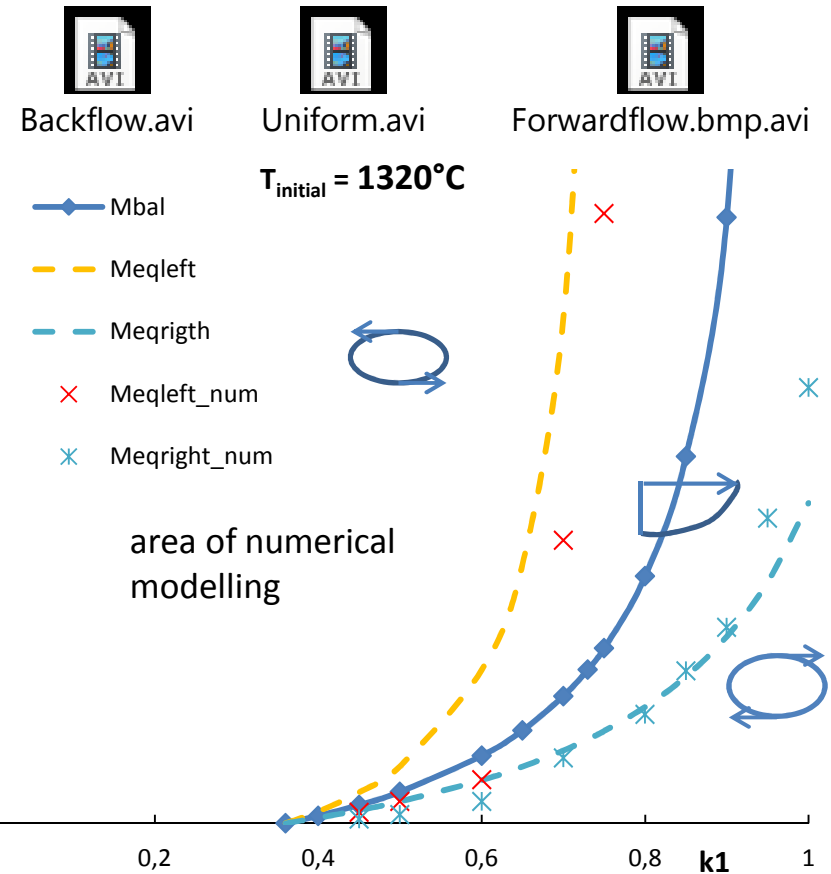 AVI AVI AVI
Backflow.avi Uniform.avi Forwardflow.bmp.avi
Tinitial = 1320°C
Mbal
Meqleft
Meqrigth
Meqleft_num
Meqright_num
area of numerical
modelling
0,2 0,4 0,6 0,8 k1 1